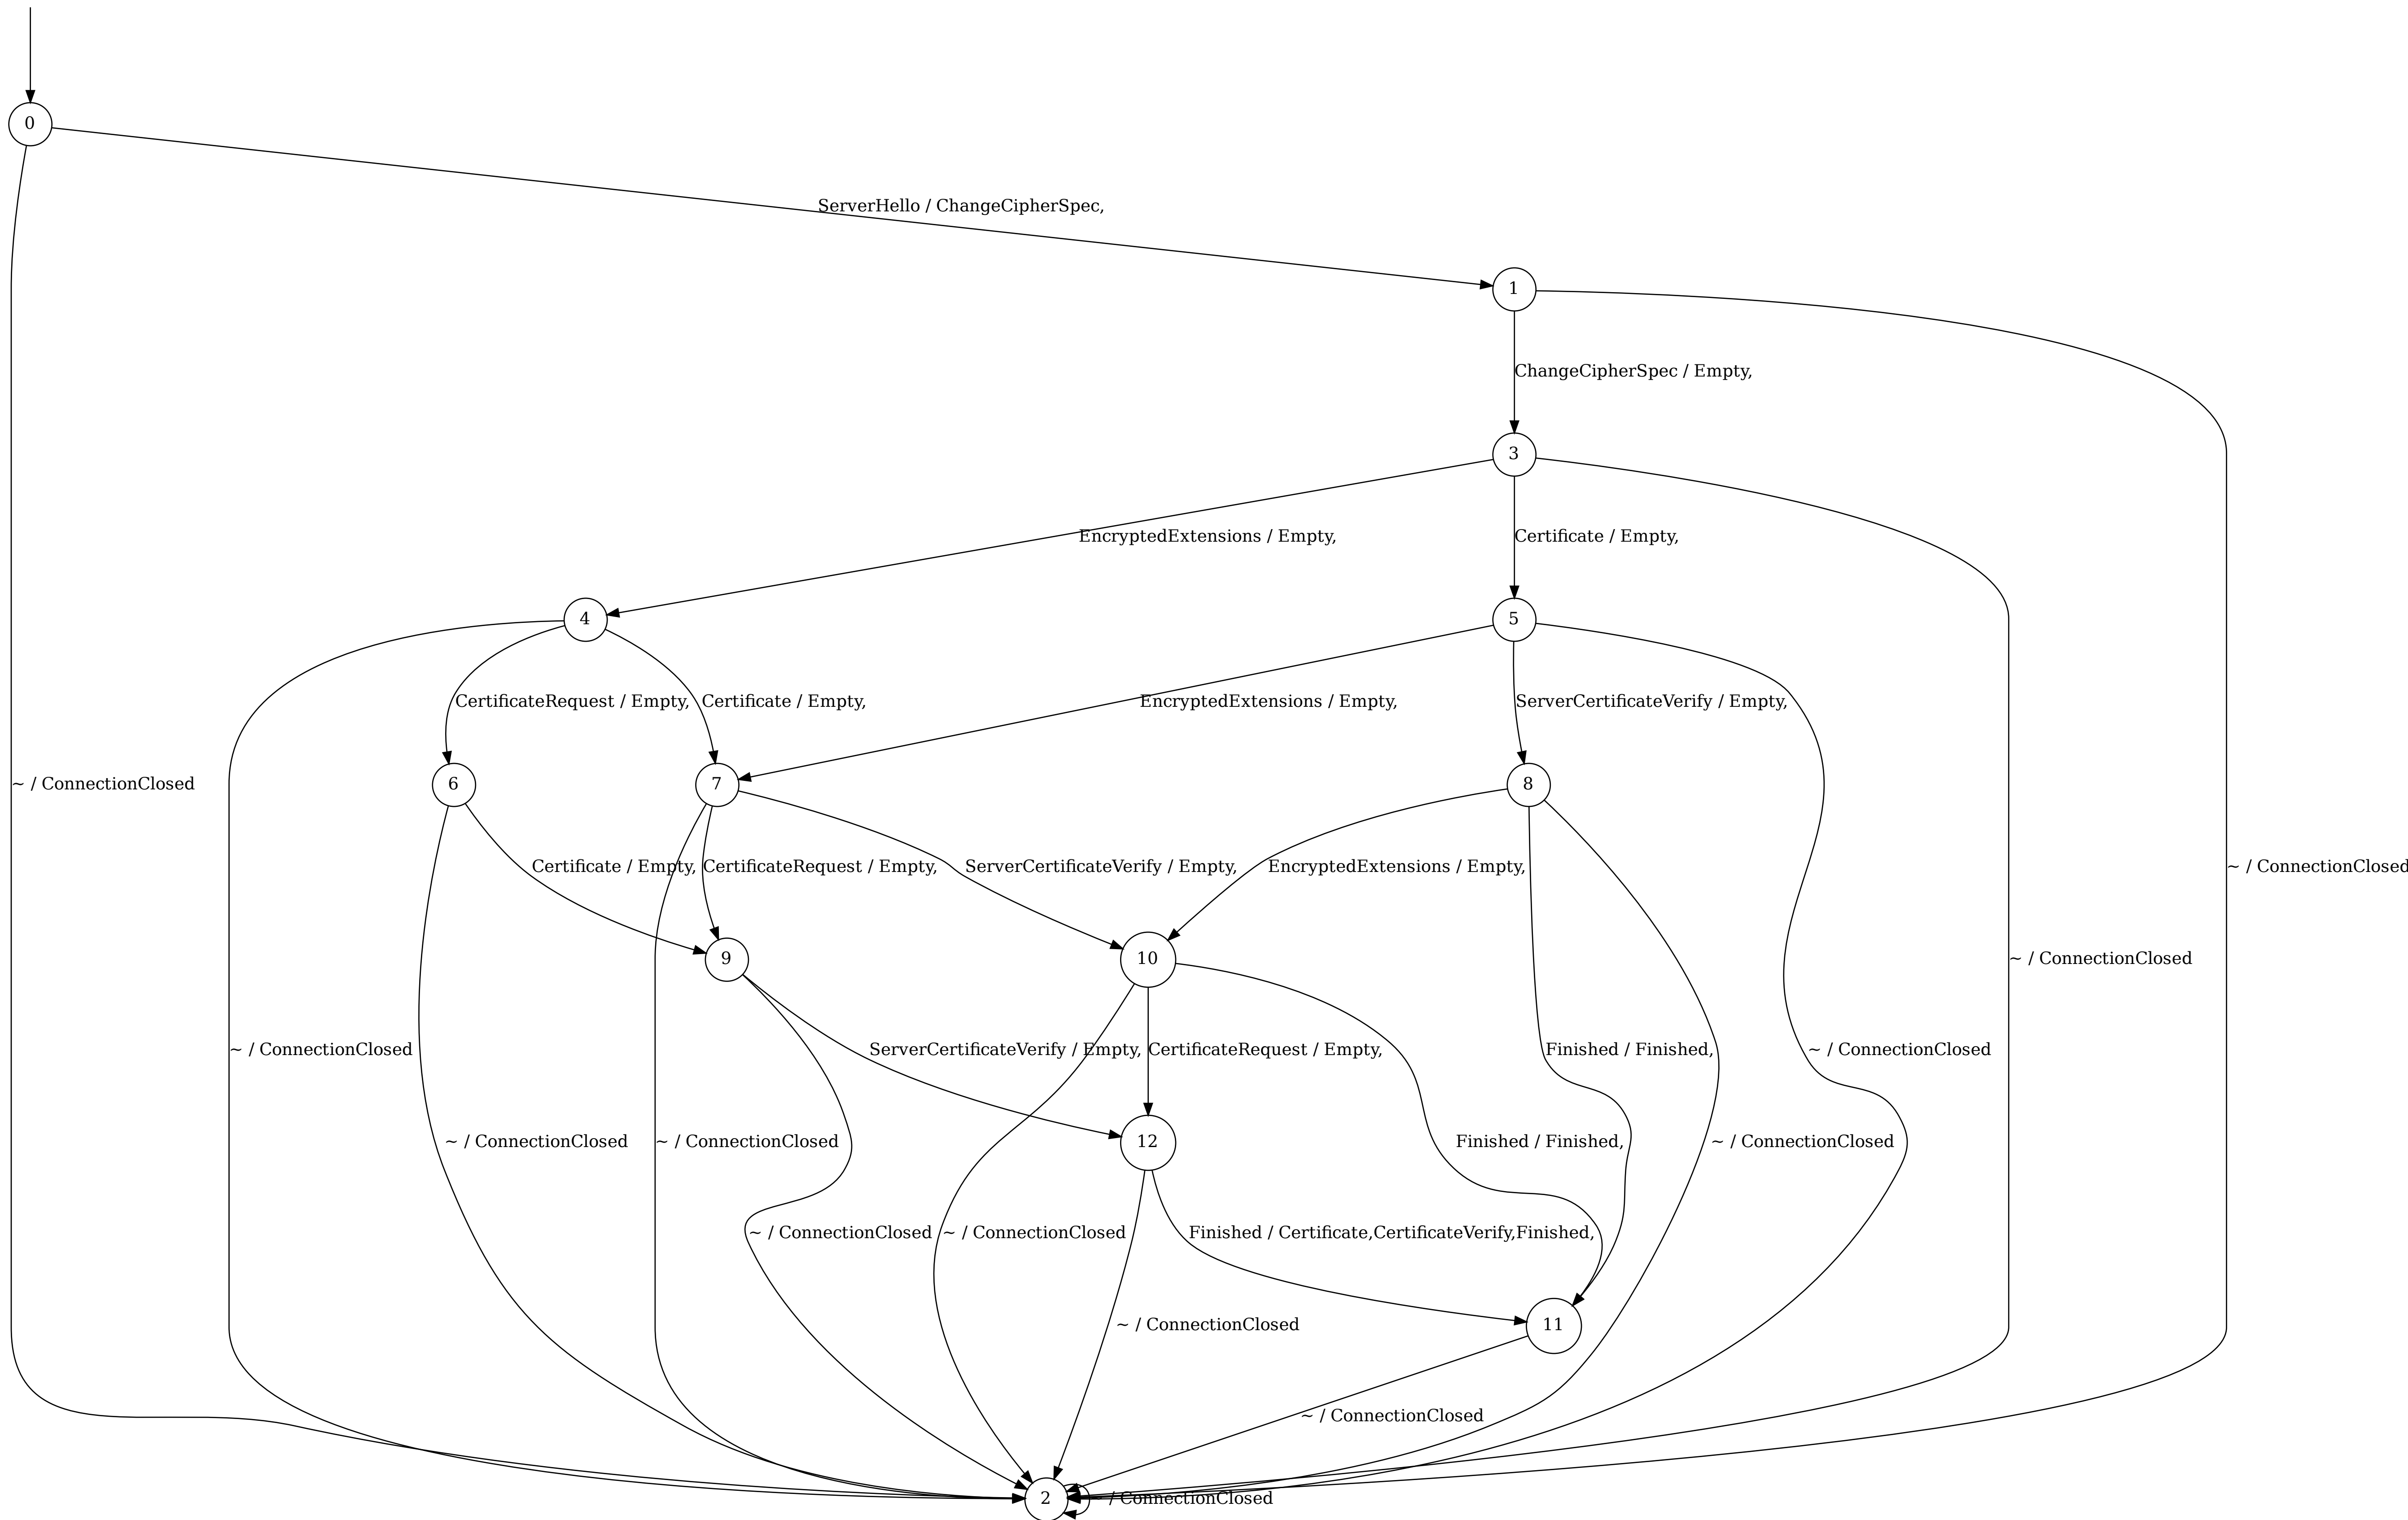 0
ServerHello / ChangeCipherSpec,
1
ChangeCipherSpec / Empty,
3
EncryptedExtensions / Empty,
Certificate / Empty,
4
5
CertificateRequest / Empty,
Certificate / Empty,
EncryptedExtensions / Empty,
ServerCertificateVerify / Empty,
~ / ConnectionClosed
6
7
8
Certificate / Empty,
CertificateRequest / Empty,
ServerCertificateVerify / Empty,
EncryptedExtensions / Empty,
~ / ConnectionClosed
9
10
~ / ConnectionClosed
~ / ConnectionClosed
ServerCertificateVerify / Empty,
CertificateRequest / Empty,
Finished / Finished,
~ / ConnectionClosed
~ / ConnectionClosed
~ / ConnectionClosed
12
Finished / Finished,
~ / ConnectionClosed
~ / ConnectionClosed
~ / ConnectionClosed
Finished / Certificate,CertificateVerify,Finished,
~ / ConnectionClosed
11
~ / ConnectionClosed
2
/ ConnectionClosed